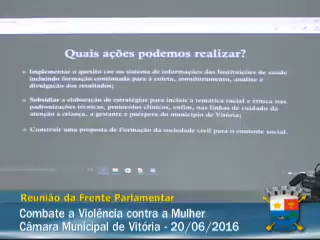 Quais ações podemos realizar?
Implementar o quesito cor no sistema de informações das Instituições de saúde
incluindo formação continuada para a coleta, monitoramento, analise e
divulgação dos resultados;
Subsidiar a elaboração de estratégias para incluir a temática racial e étnica nas
padronizações técnicas, protocolos clínicos, enfim, nas linhas de cuidado da
atenção a criança, a gestante e puérpera do município de Vitória;
Construir uma proposta de Formação da sociedade civil para o contexto social.
Reunião da Frente Parlamentar
Combate a Violência contra a Mulher
Câmara Municipal de Vitória - 20/06/2016